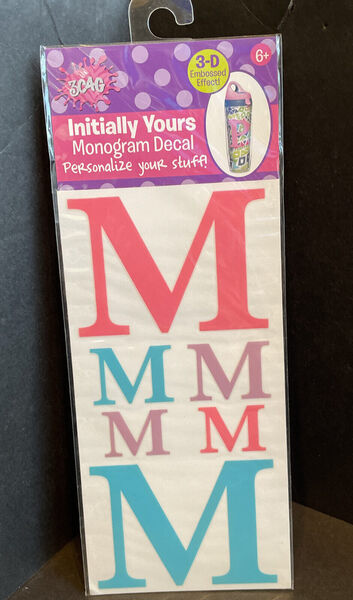 3C4G
3-D
Embossed
Effect!
6+
Initially Yours
Monogram Decal
Personalize your stuff!
M
M M
M M
M